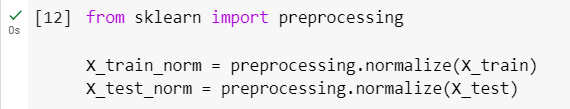 [12] from sklearn import preprocessing
0s
X_train_norm = preprocessing.normalize(X_train)
X_test_norm = preprocessing.normalize(X_test)